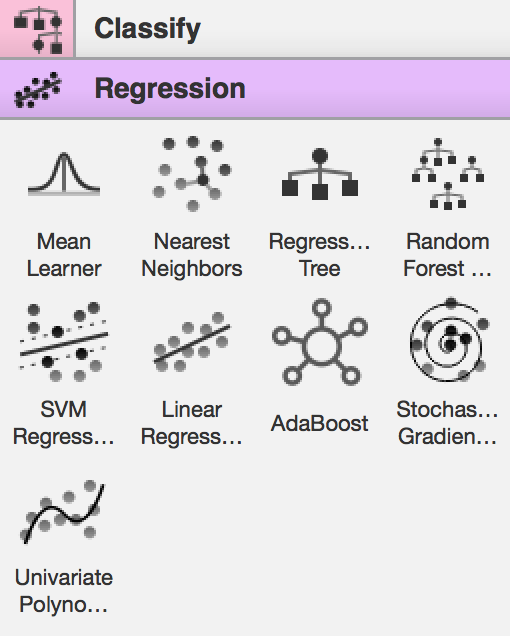 Classify
Regression
Mean
Learner
Nearest
Neighbors
Regress...
Tree
Random
Forest ...
SVM
Regress...
Linear
Regress...
AdaBoost
Stochas...
Gradien...
Univariate
Polyno...